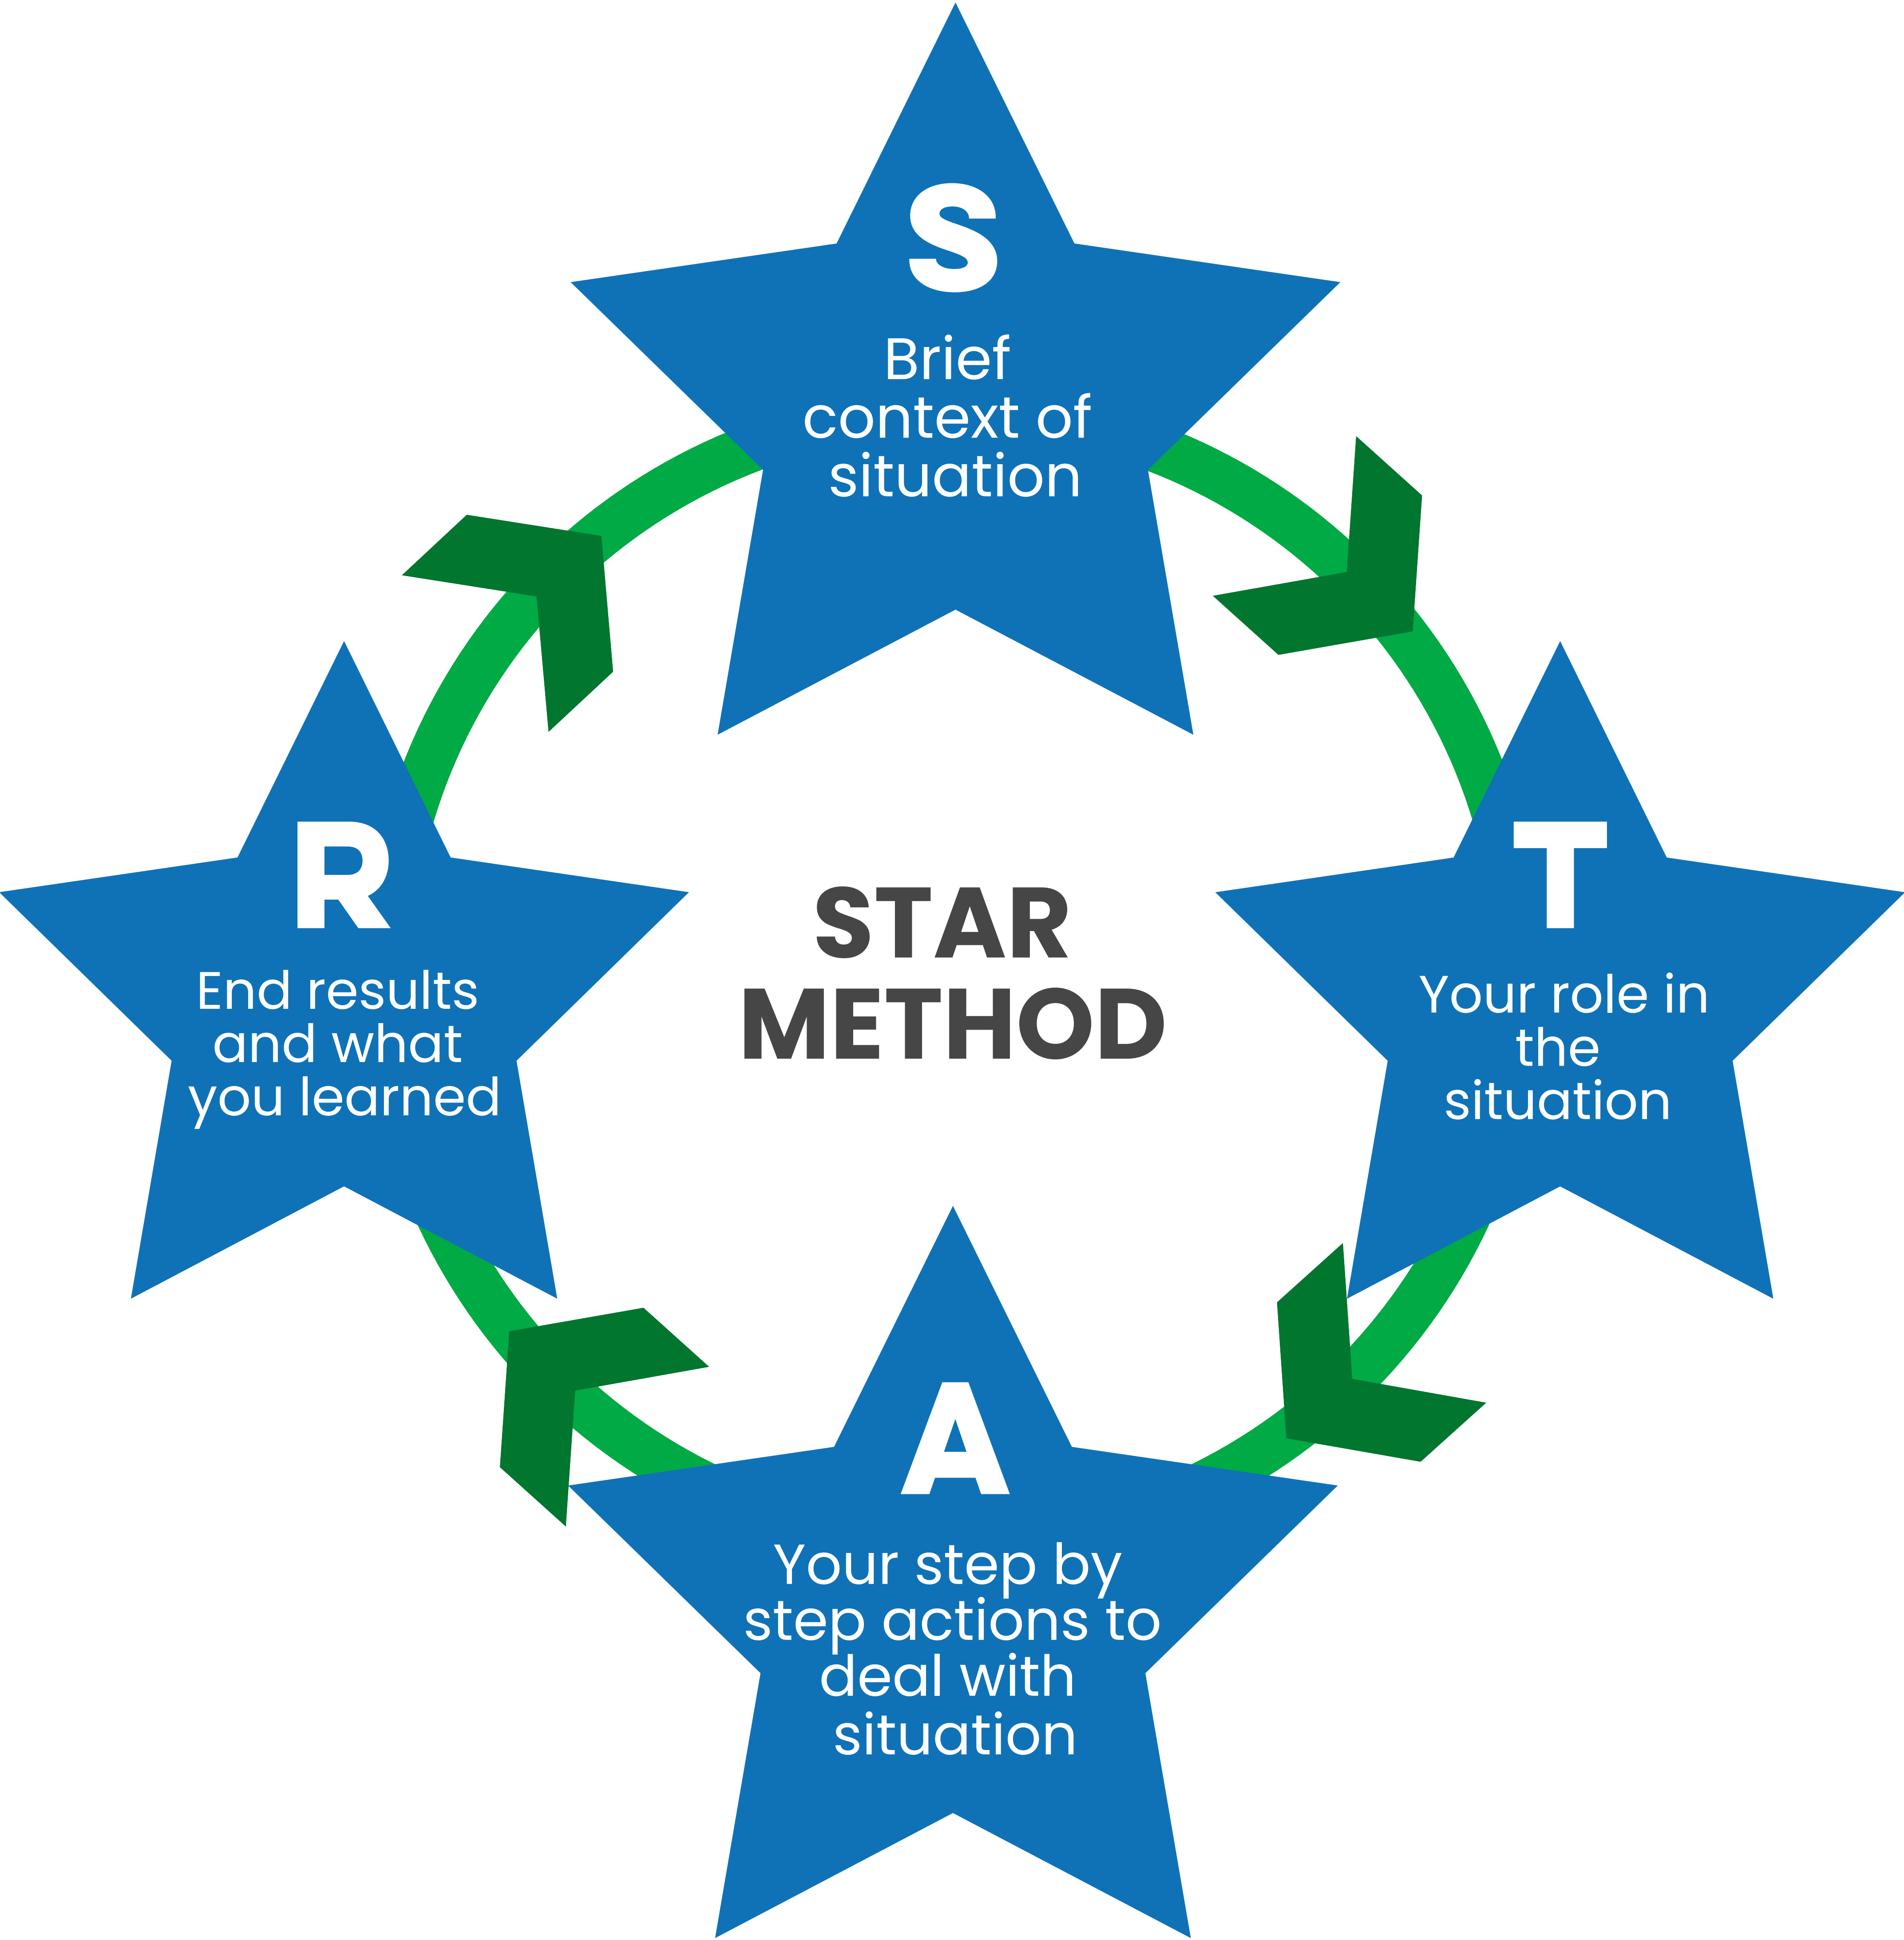 S
Brief
context of
situation
T
Your role in
the
situation
A
Your step by
step actions to
deal with
situation
R
End results
and what
you learned
STAR
METHOD